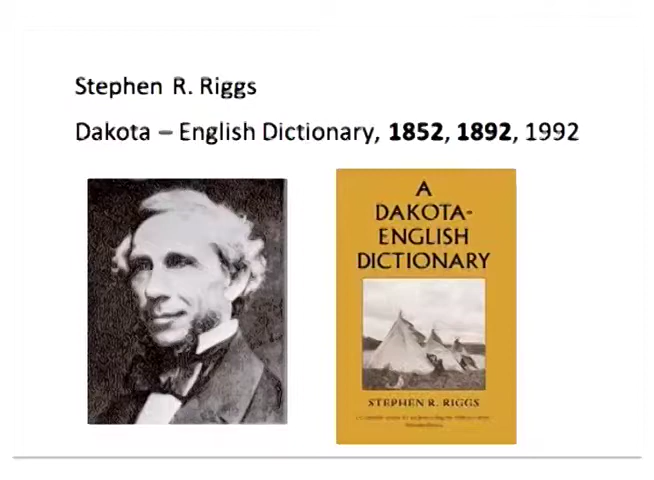 Stephen R. Riggs
Dakota – English Dictionary, 1852, 1892, 1992
A
DAKOTA-
ENGLISH
DICTIONARY
STEPHEN R. RIGGS